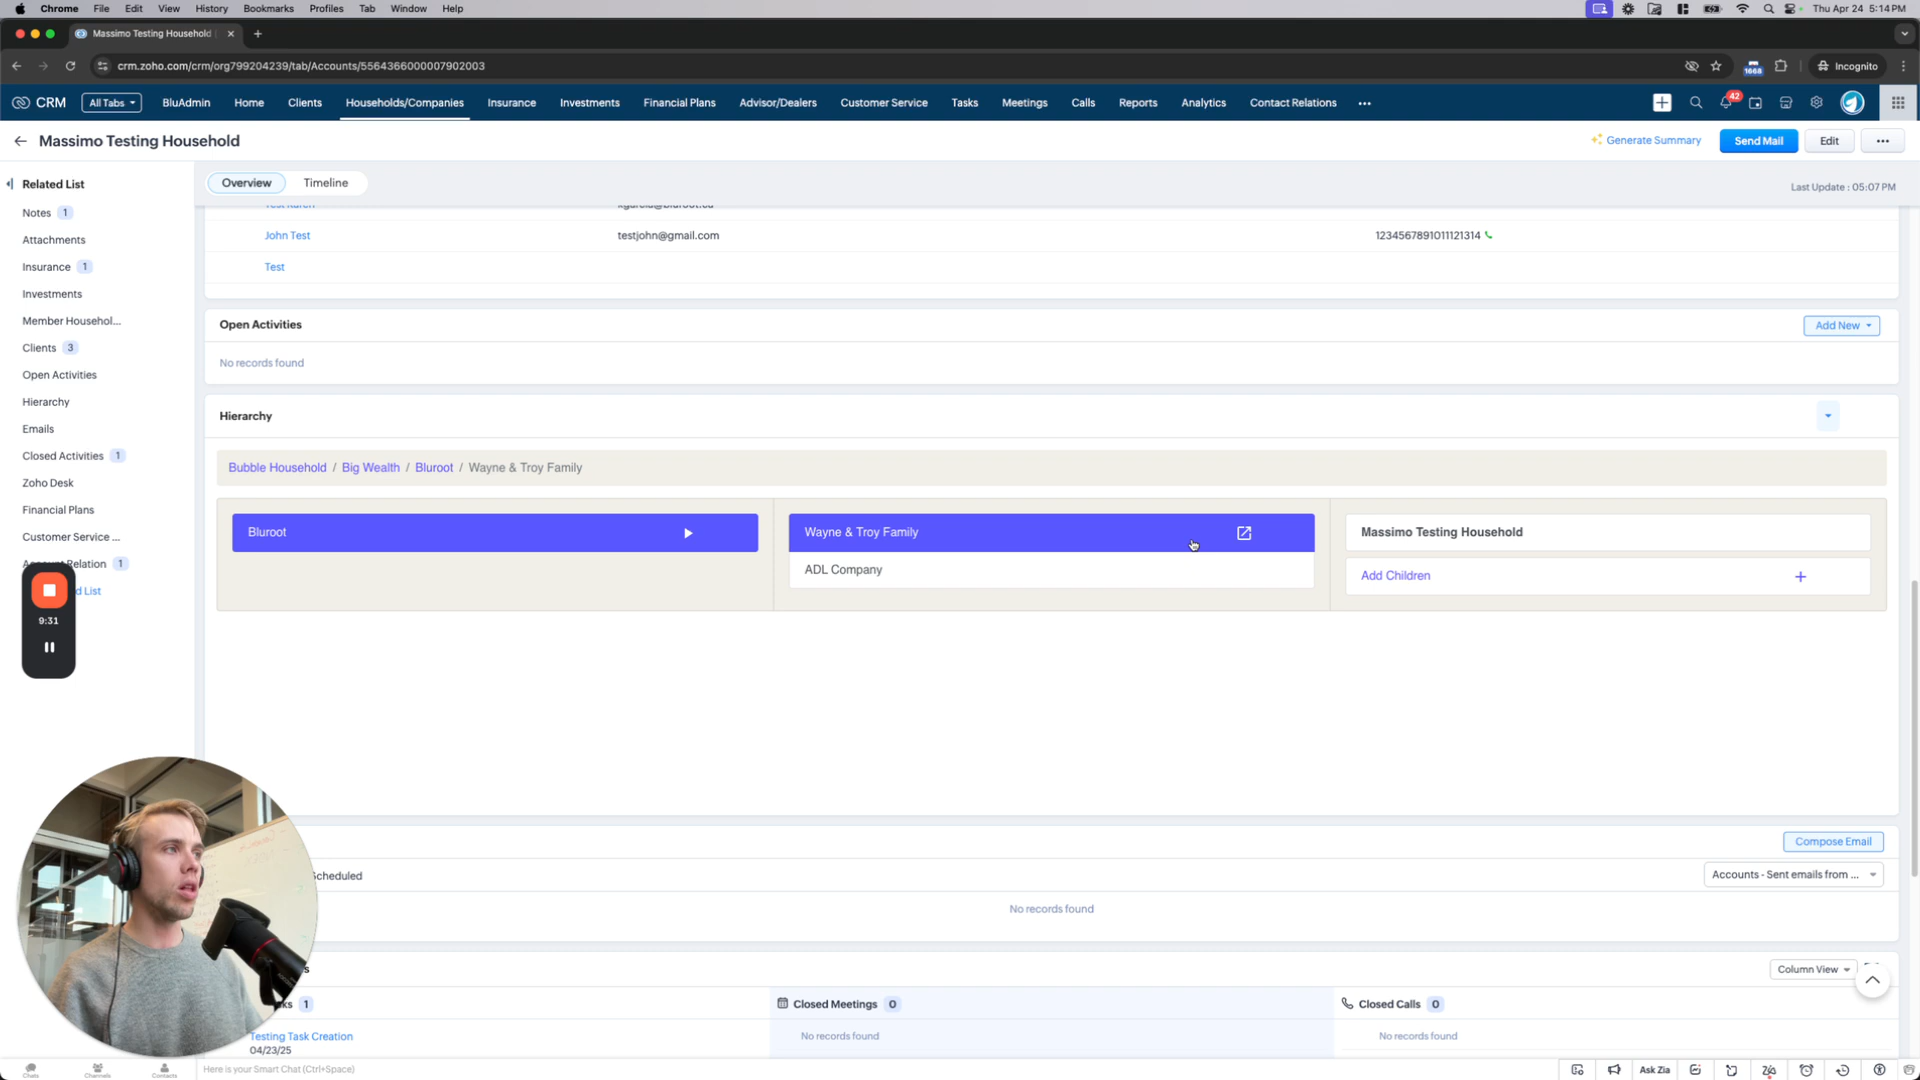 Chrome File Edit View History Bookmarks Profiles Tab Window Help Thu Apr 24 5:14 PM
Massimo Testing Household
crm.zoho.com/crm/org799204239/tab/Accounts/5564366000007902003 1668 Incognito
CRM All Tabs BluAdmin Home Clients Households/Companies Insurance Investments Financial Plans Advisor/Dealers Customer Service Tasks Meetings Calls Reports Analytics Contact Relations ... 42
Massimo Testing Household Generate Summary Send Mail Edit ...
Related List
Overview Timeline Last Update : 05:07 PM
Notes 1
Attachments
Insurance 1
Investments
Member Househol...
Clients 3
Open Activities
Hierarchy
Emails
Closed Activities 1
Zoho Desk
Financial Plans
Customer Service ...
Relation 1
d List
9:31
John Test testjohn@gmail.com 1234567891011121314
Test
Open Activities Add New
No records found
Hierarchy
Bubble Household / Big Wealth / Bluroot / Wayne & Troy Family
Bluroot Wayne & Troy Family Massimo Testing Household
ADL Company Add Children +
Compose Email
Scheduled Accounts - Sent emails from ...
No records found
Column View
1 Closed Meetings 0 Closed Calls 0
Testing Task Creation No records found No records found
04/23/25
Chats Channels Contacts Here is your Smart Chat (Ctrl+Space) Ask Zia